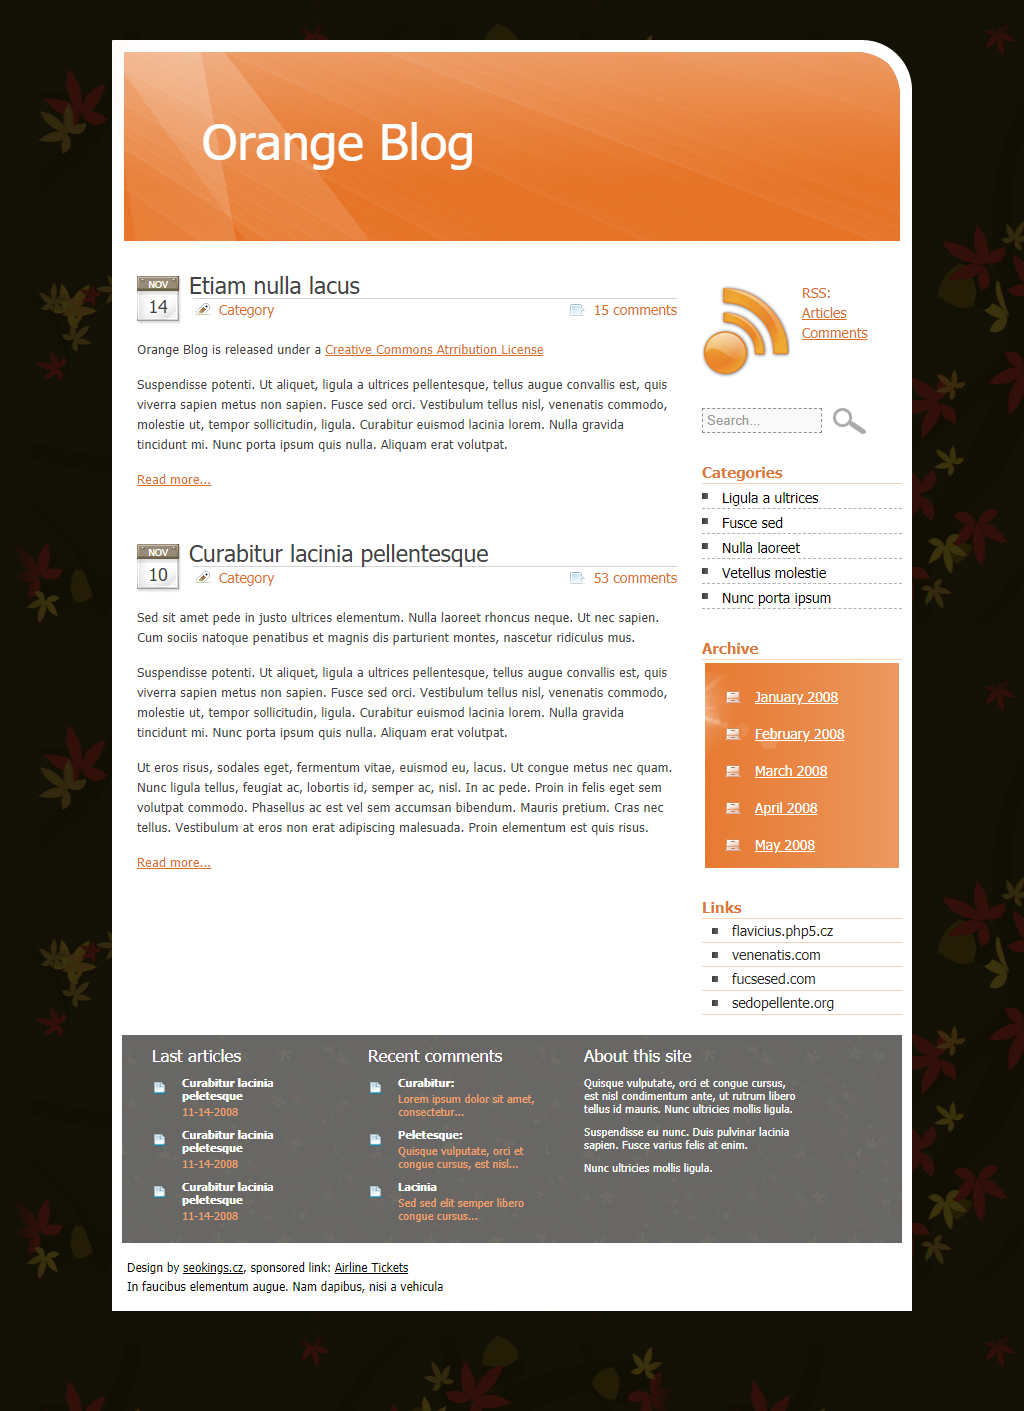 Orange Blog
NOV
14
Etiam nulla lacus
Category
15 comments
Orange Blog is released under a Creative Commons Atrribution License
Suspendisse potenti. Ut aliquet, ligula a ultrices pellentesque, tellus augue convallis est, quis
viverra sapien metus non sapien. Fusce sed orci. Vestibulum tellus nisl, venenatis commodo,
molestie ut, tempor sollicitudin, ligula. Curabitur euismod lacinia lorem. Nulla gravida
tincidunt mi. Nunc porta ipsum quis nulla. Aliquam erat volutpat.
Read more...
NOV
10
Curabitur lacinia pellentesque
Category
53 comments
Sed sit amet pede in justo ultrices elementum. Nulla laoreet rhoncus neque. Ut nec sapien.
Cum sociis natoque penatibus et magnis dis parturient montes, nascetur ridiculus mus.
Suspendisse potenti. Ut aliquet, ligula a ultrices pellentesque, tellus augue convallis est, quis
viverra sapien metus non sapien. Fusce sed orci. Vestibulum tellus nisl, venenatis commodo,
molestie ut, tempor sollicitudin, ligula. Curabitur euismod lacinia lorem. Nulla gravida
tincidunt mi. Nunc porta ipsum quis nulla. Aliquam erat volutpat.
Ut eros risus, sodales eget, fermentum vitae, euismod eu, lacus. Ut congue metus nec quam.
Nunc ligula tellus, feugiat ac, lobortis id, semper ac, nisl. In ac pede. Proin in felis eget sem
volutpat commodo. Phasellus ac est vel sem accumsan bibendum. Mauris pretium. Cras nec
tellus. Vestibulum at eros non erat adipiscing malesuada. Proin elementum est quis risus.
Read more...
RSS:
Articles
Comments
Search...
Categories
Ligula a ultrices
Fusce sed
Nulla laoreet
Vetellus molestie
Nunc porta ipsum
Archive
January 2008
February 2008
March 2008
April 2008
May 2008
Links
flavicius.php5.cz
venenatis.com
fucsesed.com
sedopellente.org
Last articles
Curabitur lacinia
peletesque
11-14-2008
Curabitur lacinia
peletesque
11-14-2008
Curabitur lacinia
peletesque
11-14-2008
Recent comments
Curabitur:
Lorem ipsum dolor sit amet,
consectetur...
Peletesque:
Quisque vulputate, orci et
congue cursus, est nisl...
Lacinia
Sed sed elit semper libero
congue cursus...
About this site
Quisque vulputate, orci et congue cursus,
est nisl condimentum ante, ut rutrum libero
tellus id mauris. Nunc ultricies mollis ligula.
Suspendisse eu nunc. Duis pulvinar lacinia
sapien. Fusce varius felis at enim.
Nunc ultricies mollis ligula.
Design by seokings.cz, sponsored link: Airline Tickets
In faucibus elementum augue. Nam dapibus, nisi a vehicula